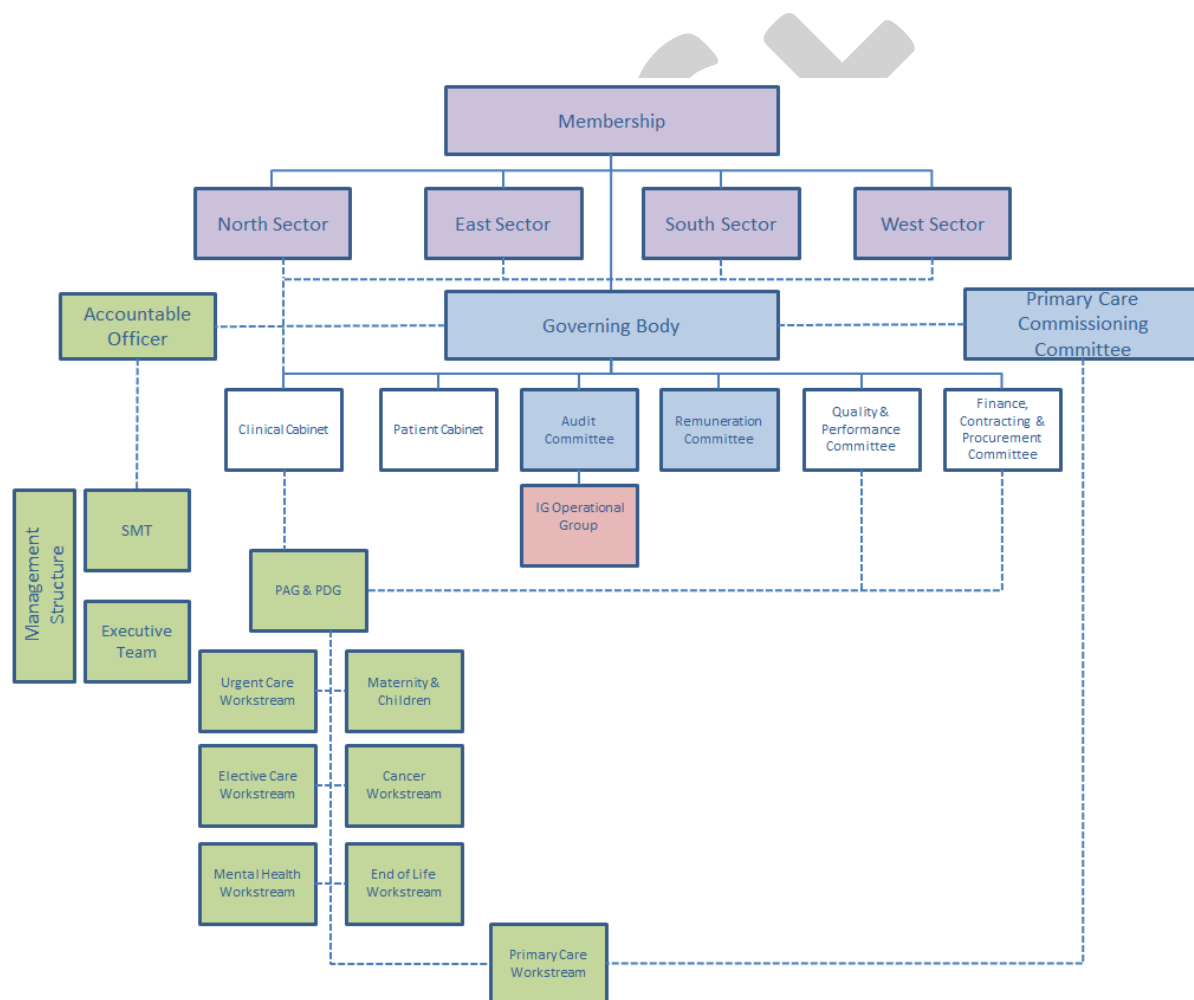 Membership
North Sector
East Sector
South Sector
West Sector
Accountable
Officer
Governing Body
Primary Care
Commissioning
Committee
Clinical Cabinet
Patient Cabinet
Audit
Committee
Remuneration
Committee
Quality &
Performance
Committee
Finance,
Contracting &
Procurement
Committee
Management
Structure
SMT
IG Operational
Group
PAG & PDG
Executive
Team
Urgent Care
Workstream
Maternity &
Children
Elective Care
Workstream
Cancer
Workstream
Mental Health
Workstream
End of Life
Workstream
Primary Care
Workstream